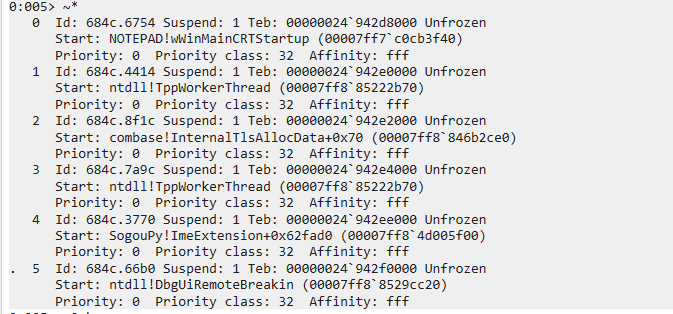 0:005> ~*
   0  Id: 684c.6754 Suspend: 1 Teb: 00000024`942d8000 Unfrozen
      Start: NOTEPAD!wWinMainCRTStartup (00007ff7`c0cb3f40)
      Priority: 0  Priority class: 32  Affinity: fff
   1  Id: 684c.4414 Suspend: 1 Teb: 00000024`942e0000 Unfrozen
      Start: ntdll!TppWorkerThread (00007ff8`85222b70)
      Priority: 0  Priority class: 32  Affinity: fff
   2  Id: 684c.8f1c Suspend: 1 Teb: 00000024`942e2000 Unfrozen
      Start: combase!InternalTlsAllocData+0x70 (00007ff8`846b2ce0)
      Priority: 0  Priority class: 32  Affinity: fff
   3  Id: 684c.7a9c Suspend: 1 Teb: 00000024`942e4000 Unfrozen
      Start: ntdll!TppWorkerThread (00007ff8`85222b70)
      Priority: 0  Priority class: 32  Affinity: fff
   4  Id: 684c.3770 Suspend: 1 Teb: 00000024`942ee000 Unfrozen
      Start: SogouPy!ImeExtension+0x62fad0 (00007ff8`4d005f00)
      Priority: 0  Priority class: 32  Affinity: fff
.  5  Id: 684c.66b0 Suspend: 1 Teb: 00000024`942f0000 Unfrozen
      Start: ntdll!DbgUiRemoteBreakin (00007ff8`8529cc20)
      Priority: 0  Priority class: 32  Affinity: fff